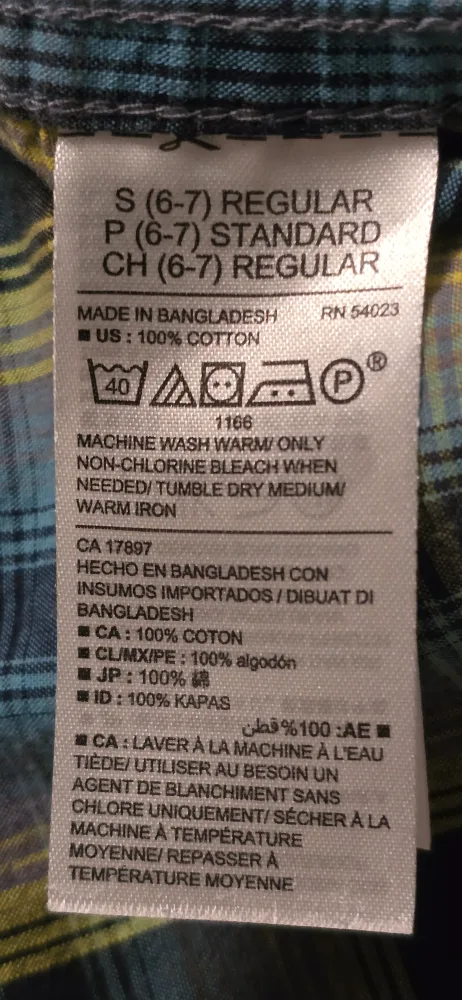 S (6-7) REGULAR
P (6-7) STANDARD
CH (6-7) REGULAR
MADE IN BANGLADESH RN 54023
■ US : 100% COTTON
40 P ®
1166
MACHINE WASH WARM/ ONLY
NON-CHLORINE BLEACH WHEN
NEEDED/ TUMBLE DRY MEDIUM/
WARM IRON
CA 17897
HECHO EN BANGLADESH CON
INSUMOS IMPORTADOS / DIBUAT DI
BANGLADESH
■ CA : 100% COTON
■ CL/MX/PE : 100% algodón
■ JP : 100% 綿
■ ID : 100% KAPAS
■ AE: 100% قطن
■ CA : LAVER À LA MACHINE À L'EAU
TIÈDE/ UTILISER AU BESOIN UN
AGENT DE BLANCHIMENT SANS
CHLORE UNIQUEMENT/ SÉCHER À LA
MACHINE À TEMPÉRATURE
MOYENNE/ REPASSER À
TEMPÉRATURE MOYENNE